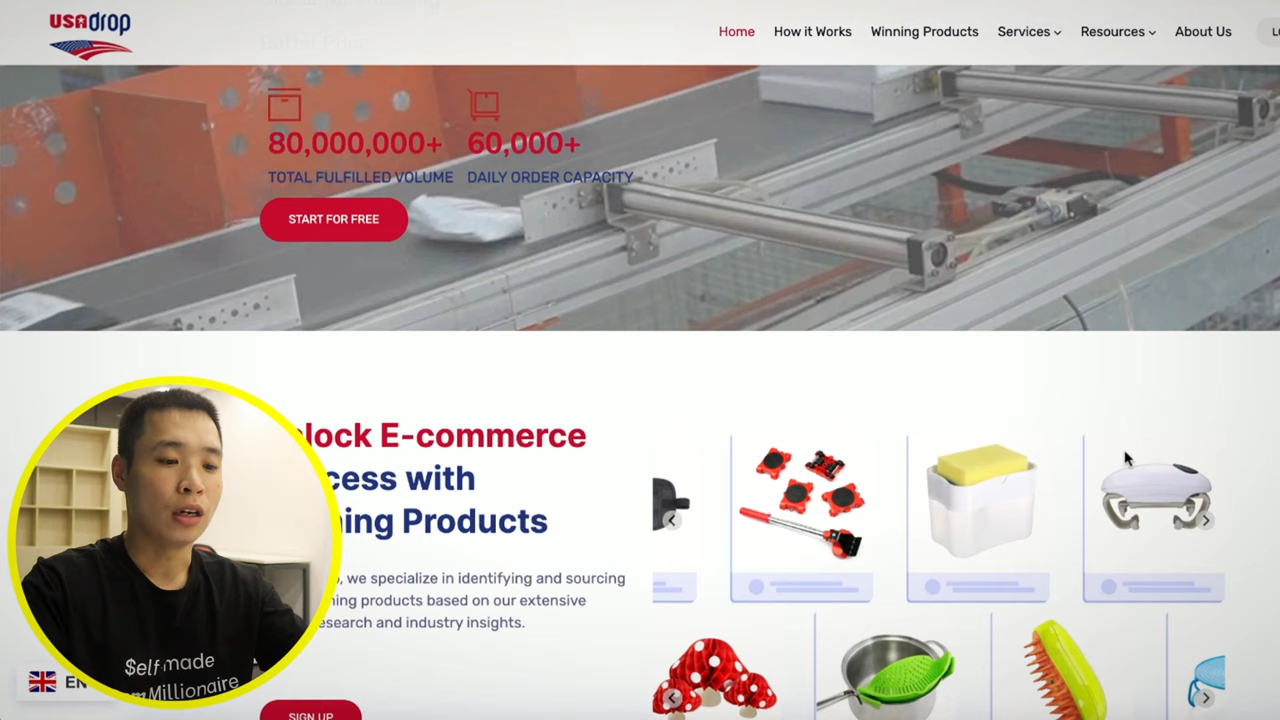 USAdrop
Home
How it Works
Winning Products
Services
Resources
About Us
80,000,000+
60,000+
TOTAL FULFILLED VOLUME
DAILY ORDER CAPACITY
START FOR FREE
lock E-commerce
cess with
ing Products
, we specialize in identifying and sourcing
ing products based on our extensive
esearch and industry insights.
$elf made
Millionaire
EN
SIGN UP